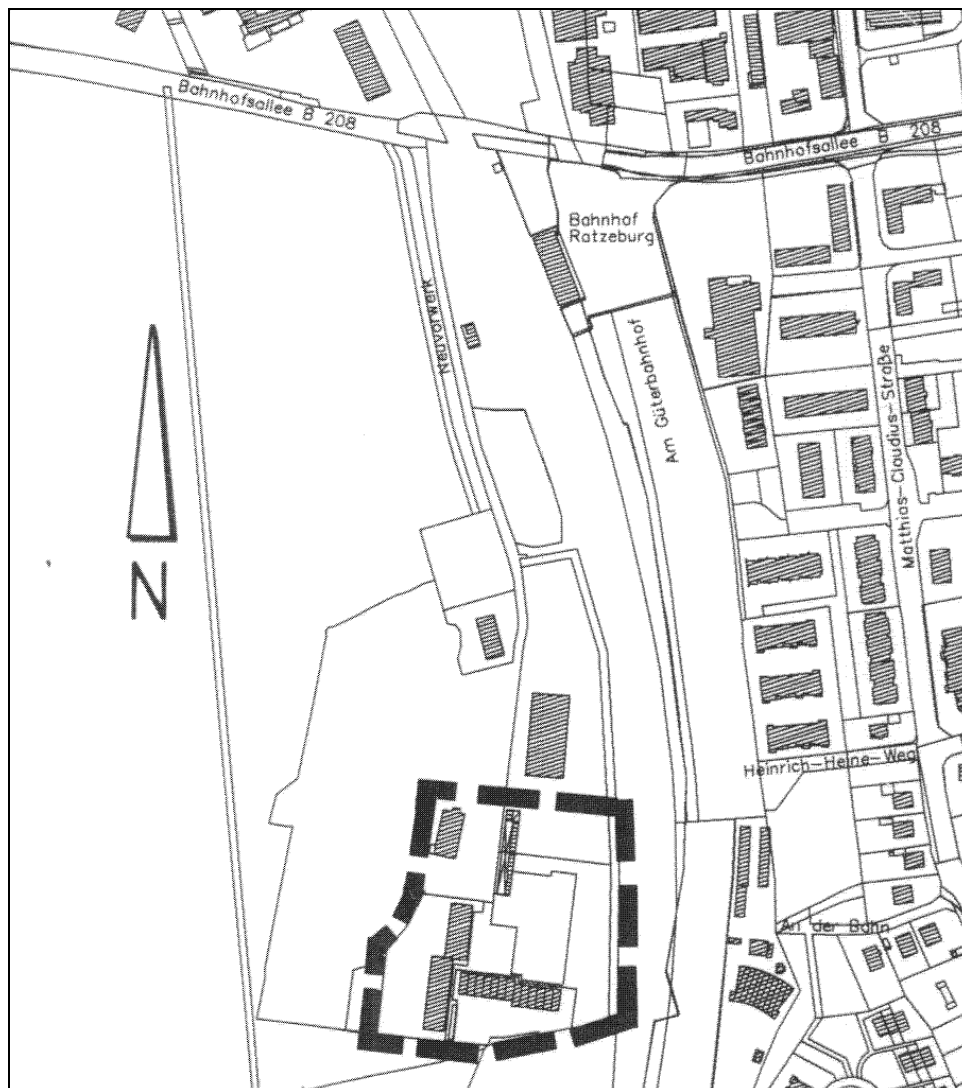 Bahnhofsallee B 208
Bahnhofsallee B 208
Bahnhof
Ratzeburg
Neuvorwerk
Am Güterbahnhof
Matthias-Claudius-Straße
N
Heinrich-Heine-Weg
An der Bahn